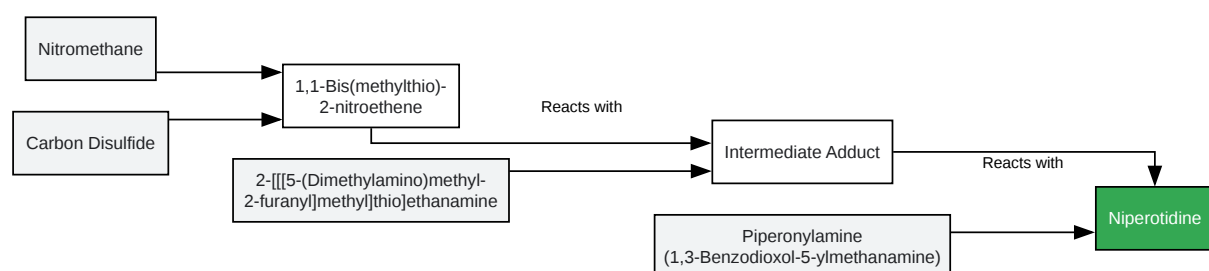 Nitromethane
1,1-Bis(methylthio)-
2-nitroethene
Reacts with
Carbon Disulfide
Intermediate Adduct
Reacts with
2-[[[5-(Dimethylamino)methyl-
2-furanyl]methyl]thio]ethanamine
Niperotidine
Piperonylamine
(1,3-Benzodioxol-5-ylmethanamine)